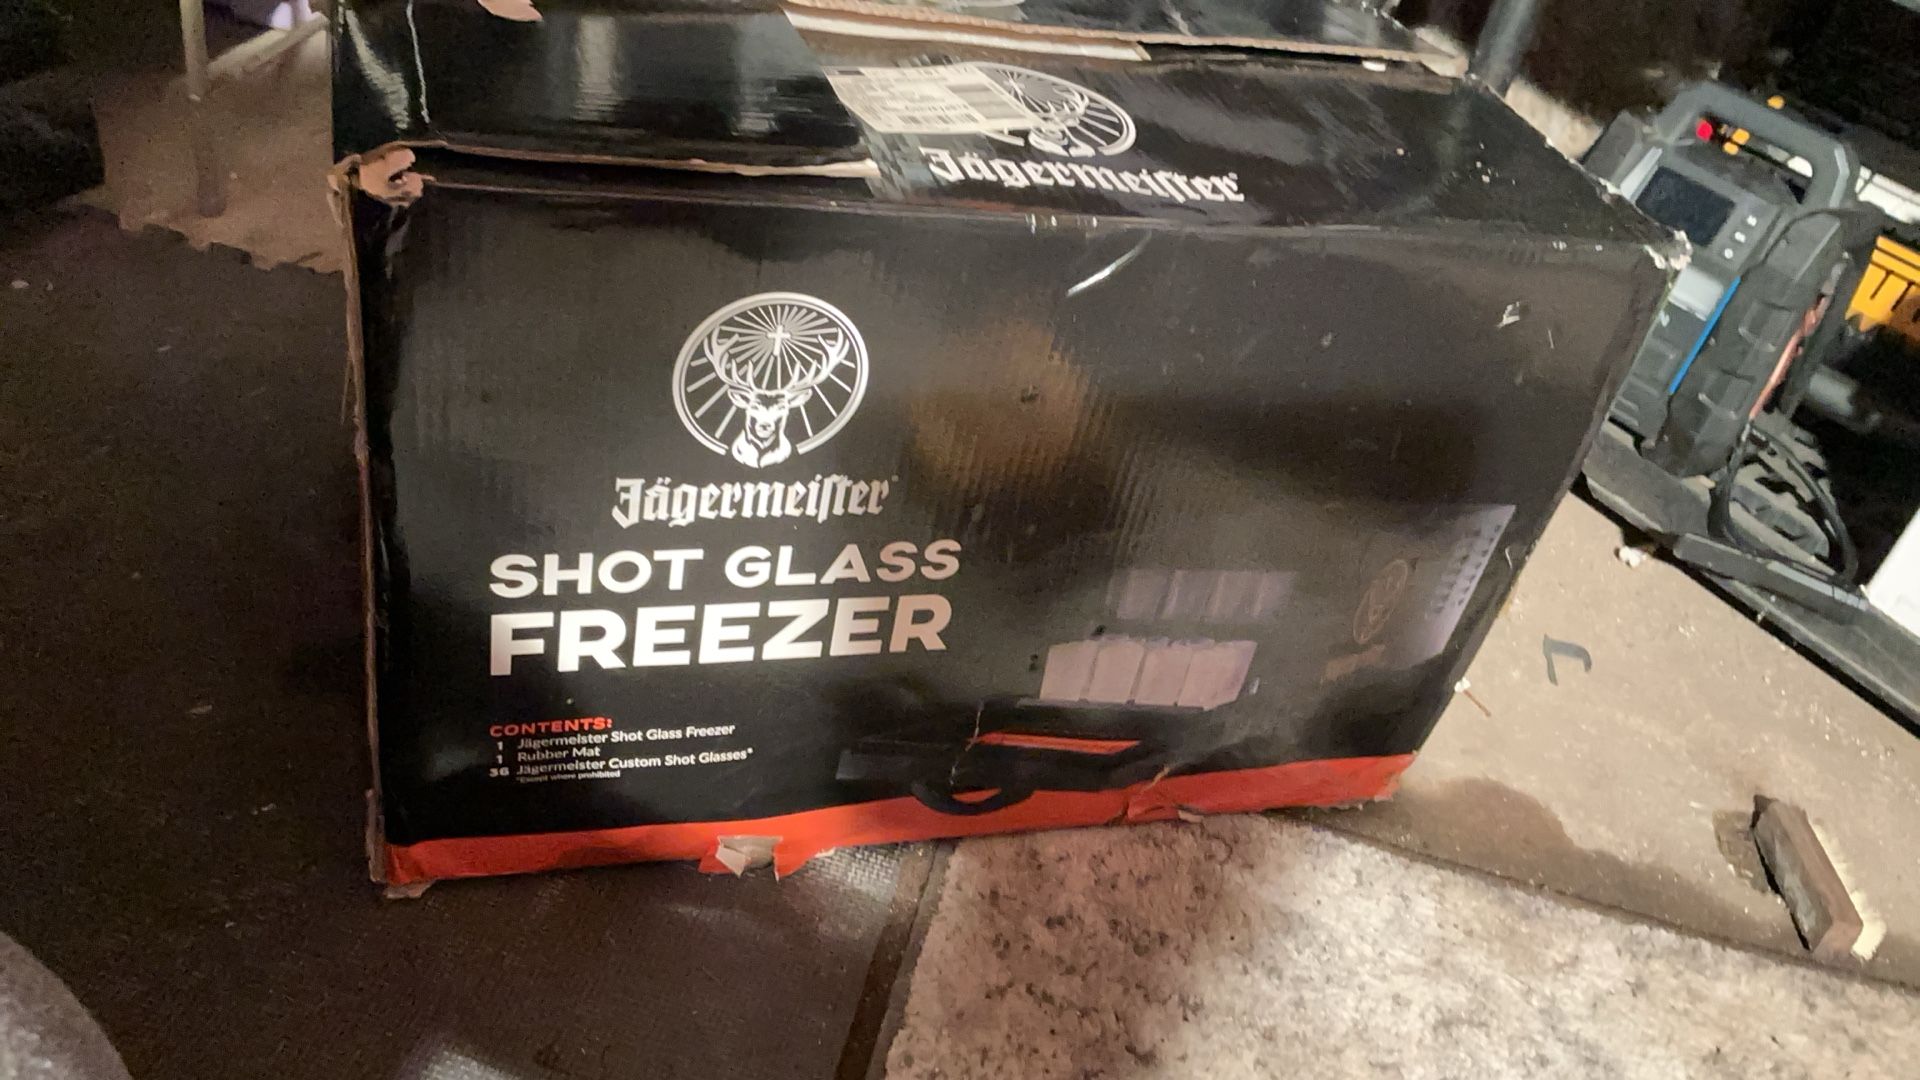 Jägermeiſter
Jägermeiſter
SHOT GLASS
FREEZER
CONTENTS:
1 Jägermeister Shot Glass Freezer
1 Rubber Mat
36 Jägermeister Custom Shot Glasses*
*Except where prohibited